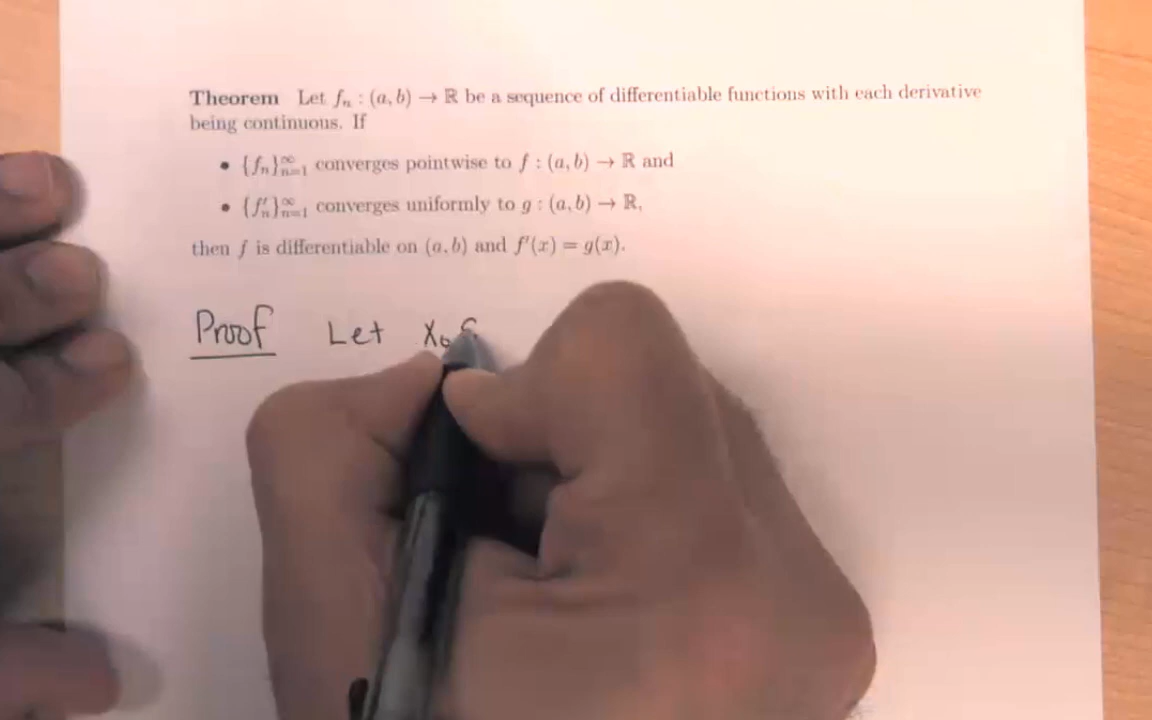 Theorem Let fₙ : (a, b) → ℝ be a sequence of differentiable functions with each derivative
being continuous. If
• {fₙ}ₙ₌₁^∞ converges pointwise to f : (a, b) → ℝ and
• {f′ₙ}ₙ₌₁^∞ converges uniformly to g : (a, b) → ℝ,
then f is differentiable on (a, b) and f′(x) = g(x).
Proof Let x₀